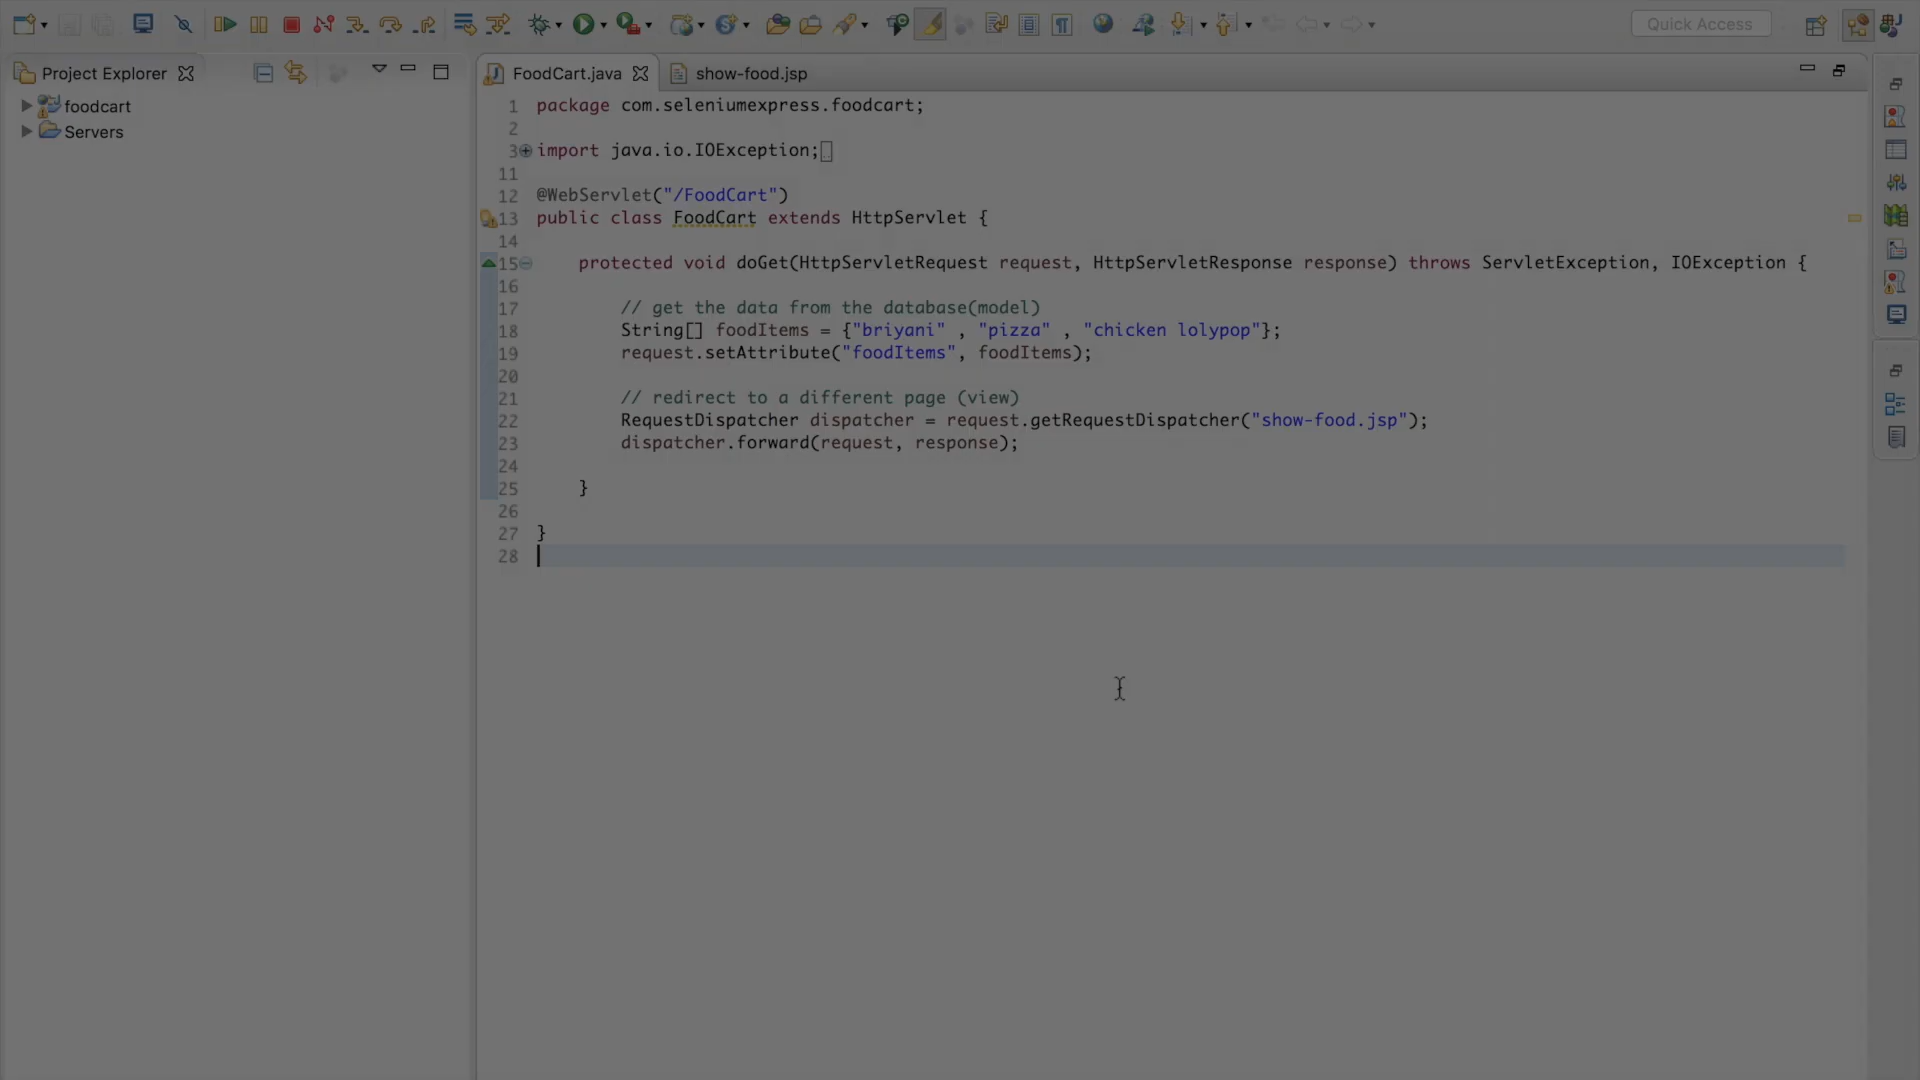 Quick Access
Project Explorer
foodcart
Servers
FoodCart.java
show-food.jsp
1 package com.seleniumexpress.foodcart;
2
3 import java.io.IOException;
11
12 @WebServlet("/FoodCart")
13 public class FoodCart extends HttpServlet {
14
15 protected void doGet(HttpServletRequest request, HttpServletResponse response) throws ServletException, IOException {
16
17 // get the data from the database(model)
18 String[] foodItems = {"briyani" , "pizza" , "chicken lolypop"};
19 request.setAttribute("foodItems", foodItems);
20
21 // redirect to a different page (view)
22 RequestDispatcher dispatcher = request.getRequestDispatcher("show-food.jsp");
23 dispatcher.forward(request, response);
24
25 }
26
27 }
28